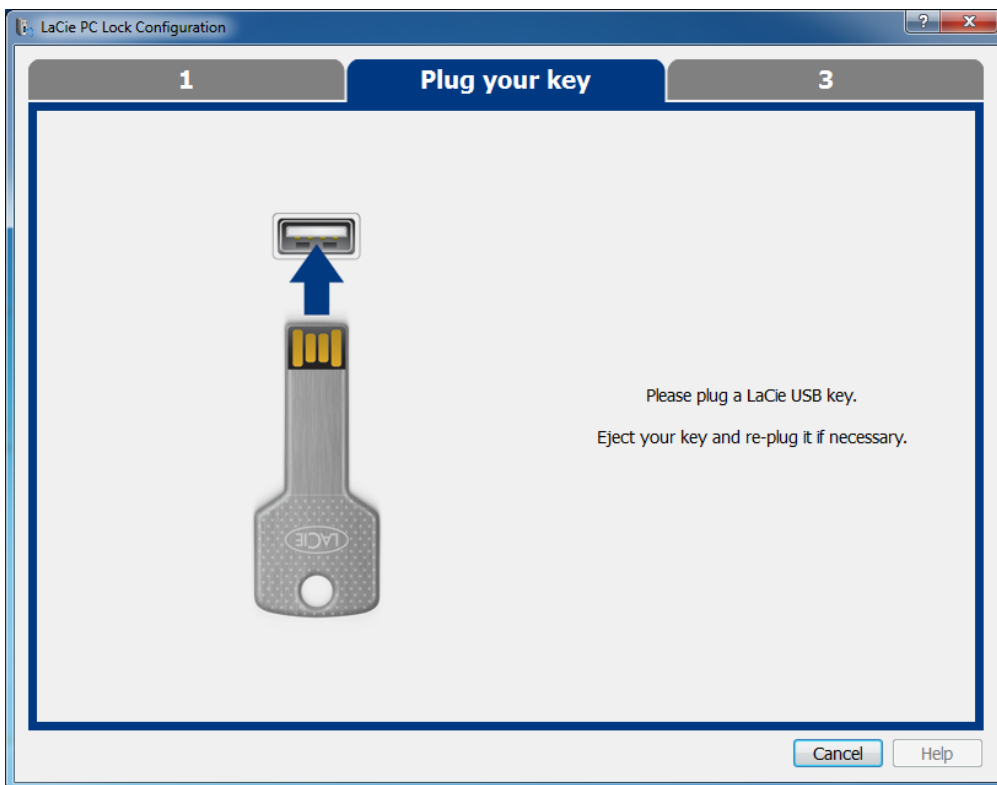 LaCie PC Lock Configuration
1
Plug your key
3
Please plug a LaCie USB key.
Eject your key and re-plug it if necessary.
LACIE
Cancel
Help